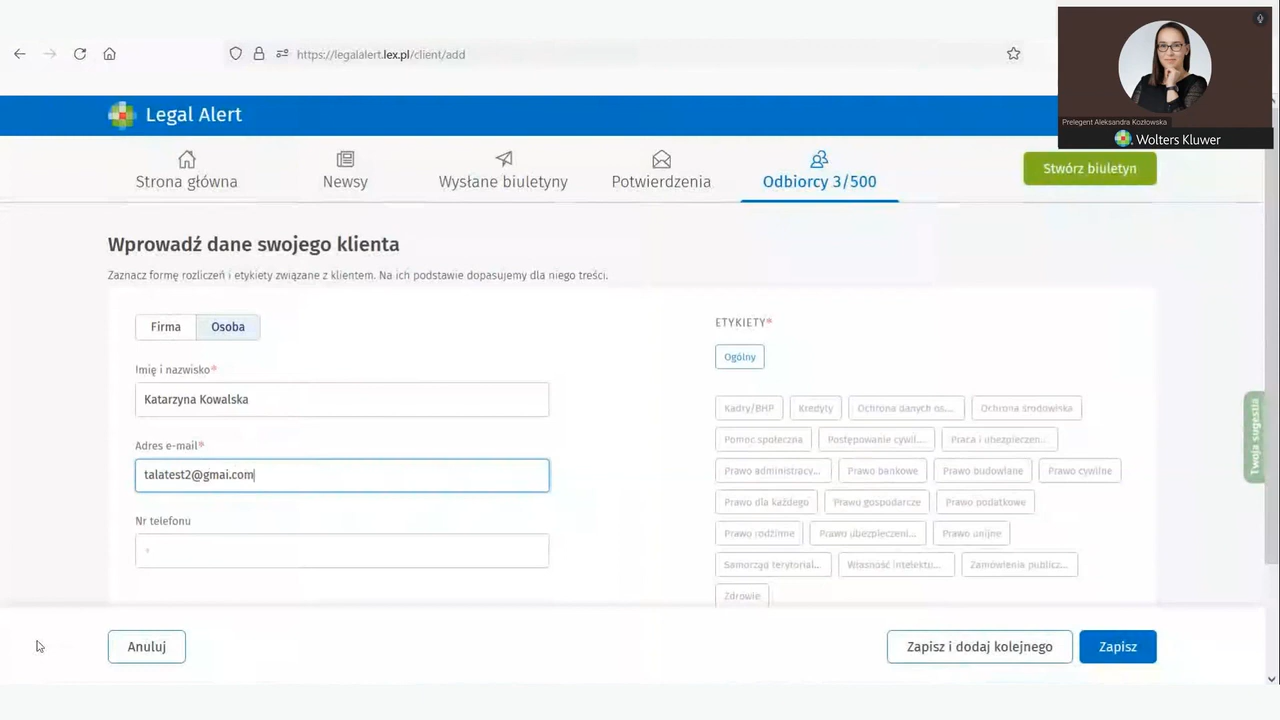 https://legalalert.lex.pl/client/add
Prelegent Aleksandra Kozłowska
Wolters Kluwer
Legal Alert
Strona główna
Newsy
Wysłane biuletyny
Potwierdzenia
Odbiorcy 3/500
Stwórz biuletyn
Wprowadź dane swojego klienta
Zaznacz formę rozliczeń i etykiety związane z klientem. Na ich podstawie dopasujemy dla niego treści.
Firma Osoba
Imię i nazwisko*
Katarzyna Kowalska
Adres e-mail*
talatest2@gmai.com
Nr telefonu
ETYKIETY*
Ogólny
Kadry/BHP Kredyty Ochrona danych os... Ochrona środowiska
Pomoc społeczna Postępowanie cywil... Praca i ubezpieczen...
Prawo administracy... Prawo bankowe Prawo budowlane Prawo cywilne
Prawo dla każdego Prawo gospodarcze Prawo podatkowe
Prawo rodzinne Prawo ubezpieczeni... Prawo unijne
Samorząd terytorial... Własność intelektu... Zamówienia publicz...
Zdrowie
Twoja sugestia
Anuluj
Zapisz i dodaj kolejnego
Zapisz